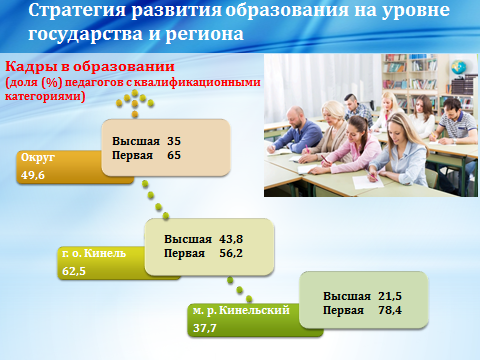 Стратегия развития образования на уровне
государства и региона
Кадры в образовании
(доля (%) педагогов с квалификационными
категориями)
Высшая 35
Первая 65
Округ
49,6
Высшая 43,8
Первая 56,2
г. о. Кинель
62,5
Высшая 21,5
Первая 78,4
м. р. Кинельский
37,7